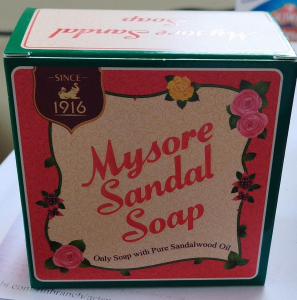 Mysore Sandal
Soap
SINCE
1916
Mysore
Sandal
Soap
Only Soap with Pure Sandalwood Oil